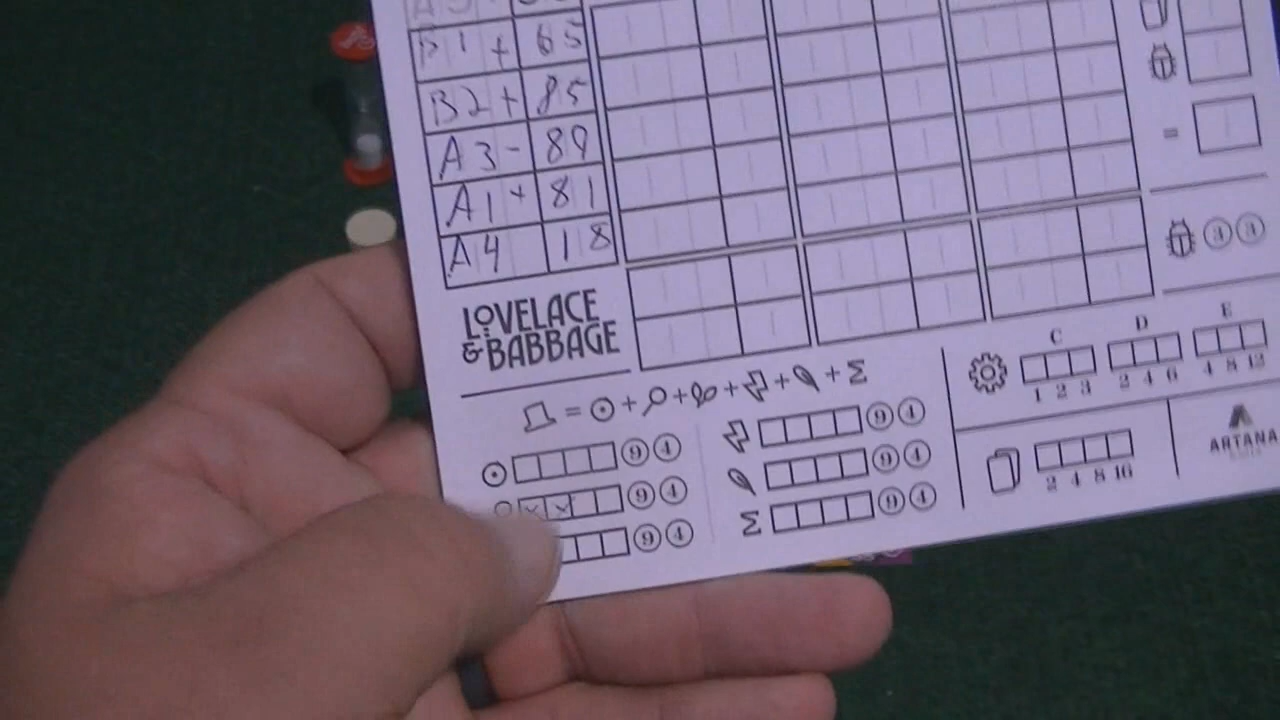 B1 + 65
B2 + 85
A3 - 89
A1 + 81
A4 18
LOVELACE
& BABBAGE
= + + + + + Σ
9 4
9 4
9 4
9 4
9 4
Σ 9 4
=
3 3
C D E
1 2 3 2 4 6 4 8 12
2 4 8 16
ARTANA